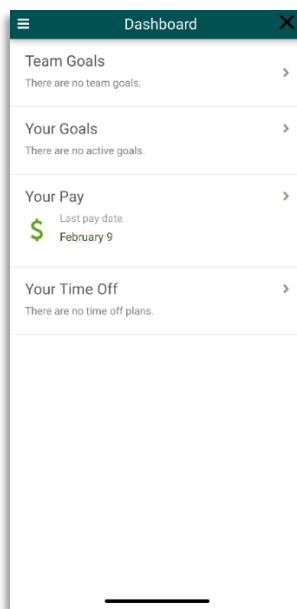 Dashboard
Team Goals
There are no team goals.
Your Goals
There are no active goals.
Your Pay
Last pay date
$
February 9
Your Time Off
There are no time off plans.